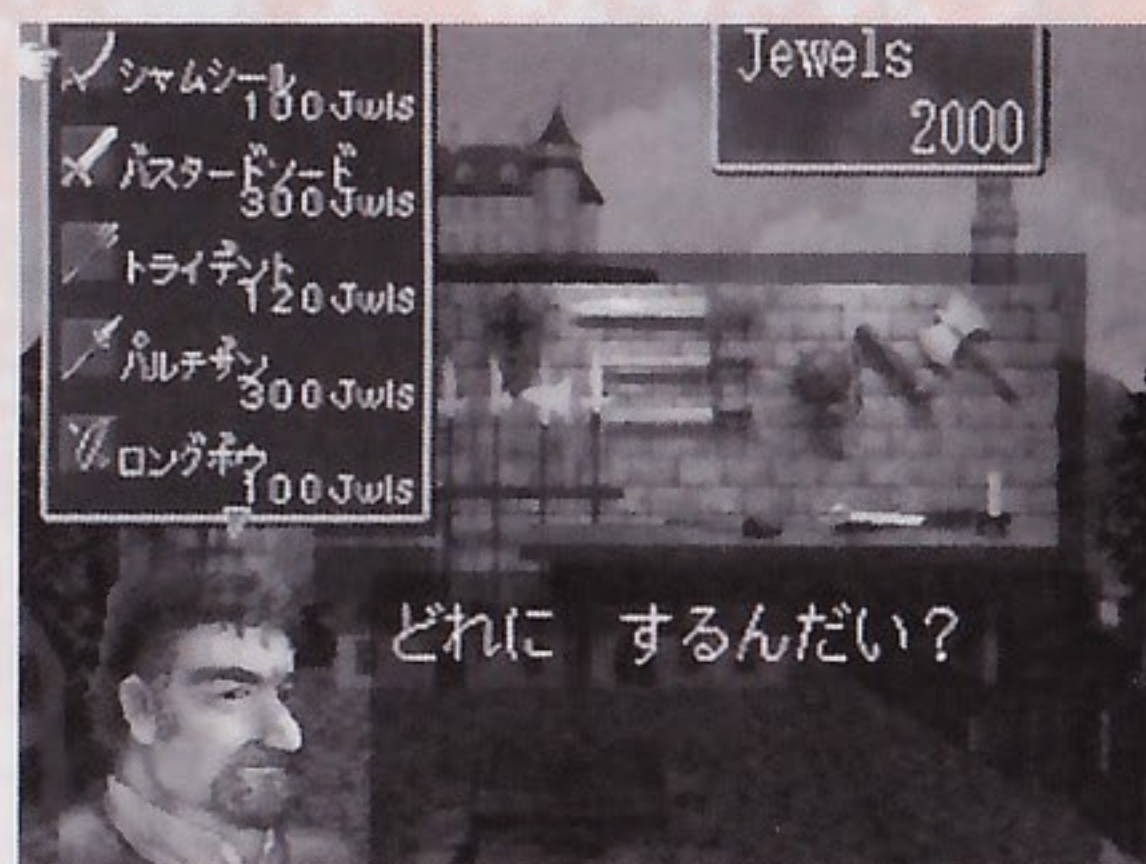 シャムシール
100Jwls
バスタードソード
300Jwls
トライデント
120Jwls
パルチザン
300Jwls
ロングボウ
100Jwls
Jewels
2000
どれに するんだい？